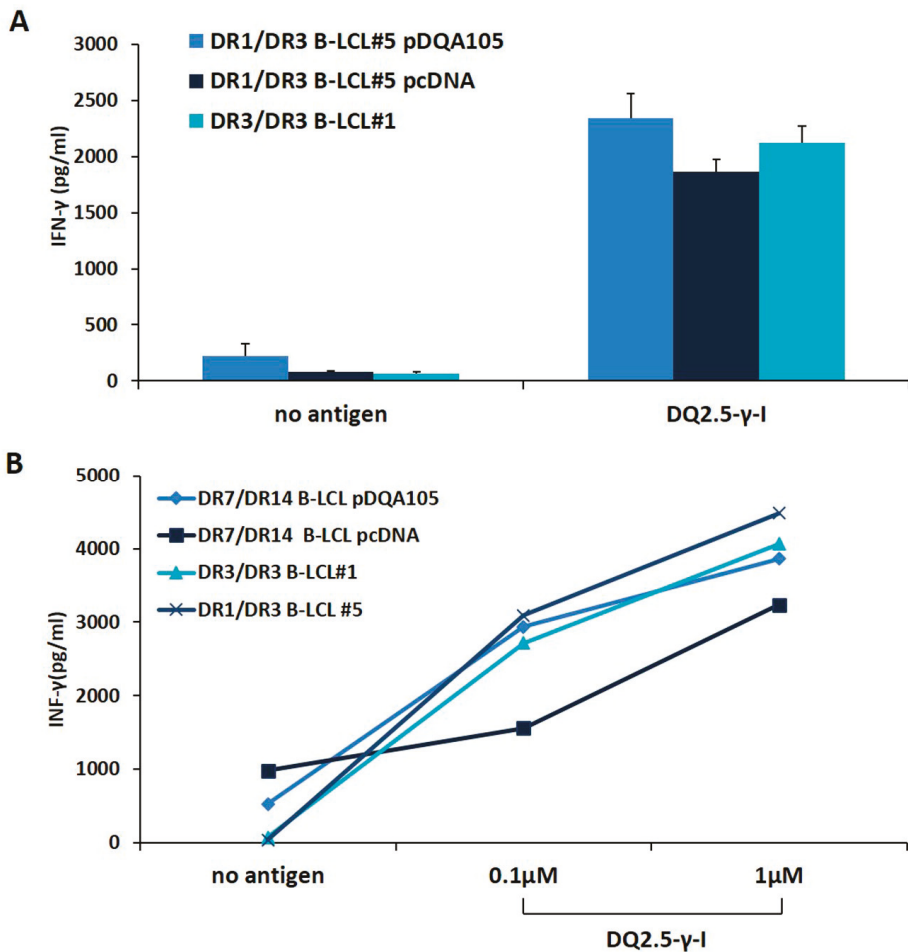 A
3000
2500
2000
1500
1000
500
0
IFN-γ (pg/ml)
DR1/DR3 B-LCL#5 pDQA105
DR1/DR3 B-LCL#5 pcDNA
DR3/DR3 B-LCL#1
no antigen
DQ2.5-γ-I
B
5000
4000
3000
2000
1000
0
INF-γ(pg/ml)
DR7/DR14 B-LCL pDQA105
DR7/DR14 B-LCL pcDNA
DR3/DR3 B-LCL#1
DR1/DR3 B-LCL #5
no antigen
0.1μM
1μM
DQ2.5-γ-I